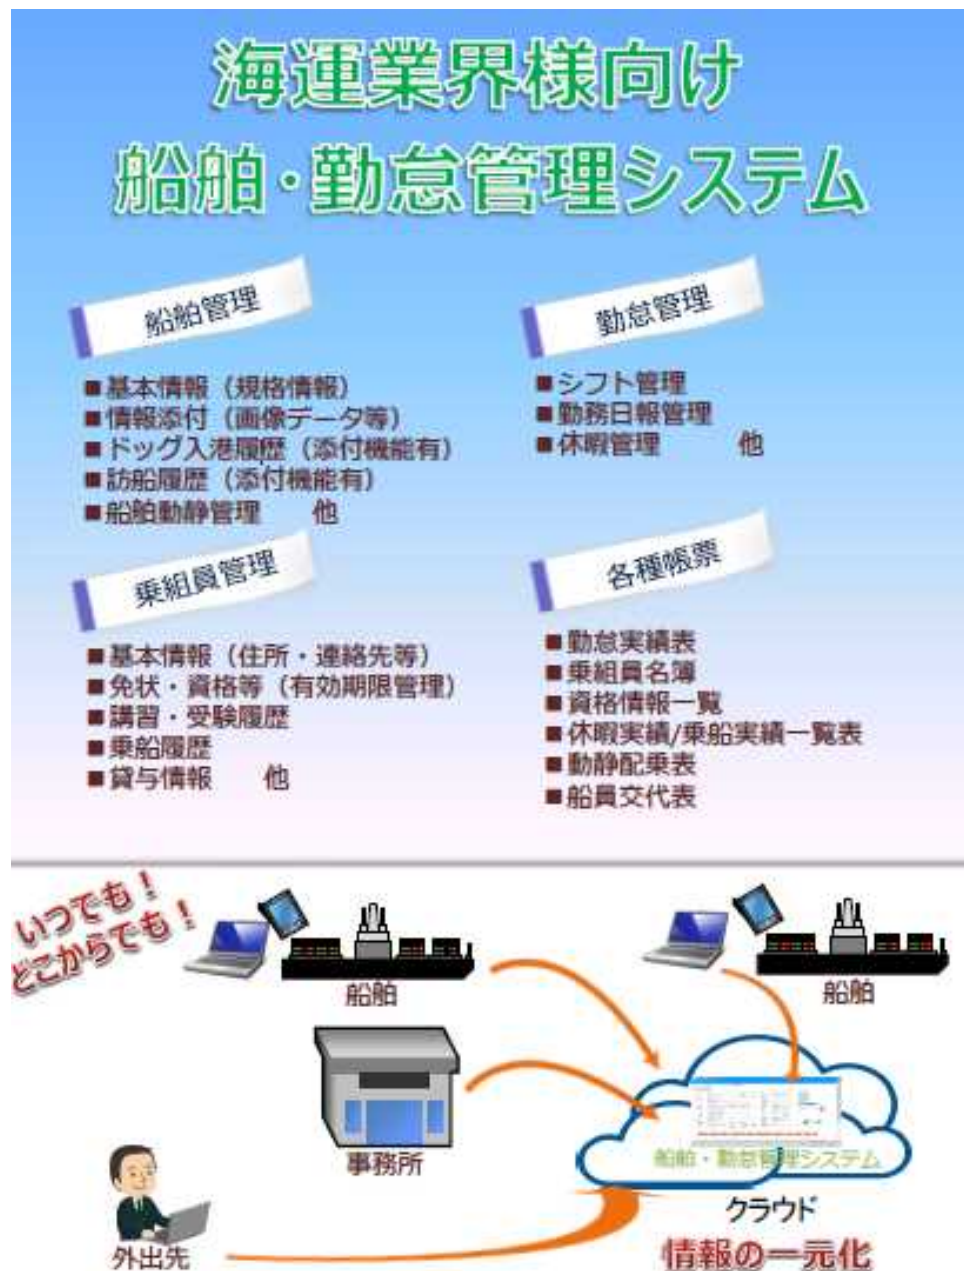 海運業界様向け
船舶・勤怠管理システム
船舶管理
■基本情報（規格情報）
■情報添付（画像データ等）
■ドッグ入港履歴（添付機能有）
■訪船履歴（添付機能有）
■船舶動静管理　　他
勤怠管理
■シフト管理
■勤務日報管理
■休暇管理　　　他
乗組員管理
■基本情報（住所・連絡先等）
■免状・資格等（有効期限管理）
■講習・受験履歴
■乗船履歴
■貸与情報　　他
各種帳票
■勤怠実績表
■乗組員名簿
■資格情報一覧
■休暇実績/乗船実績一覧表
■動静配乗表
■船員交代表
いつでも！
どこからでも！
船舶
船舶
事務所
船舶・勤怠管理システム
クラウド
外出先
情報の一元化